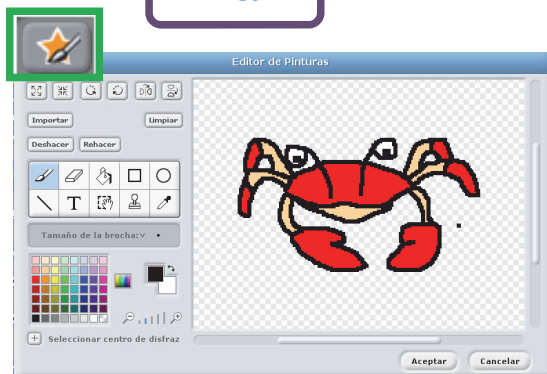 Editor de Pinturas
Importar
Limpiar
Deshacer
Rehacer
T
Tamaño de la brocha:
Seleccionar centro de disfraz
Aceptar
Cancelar